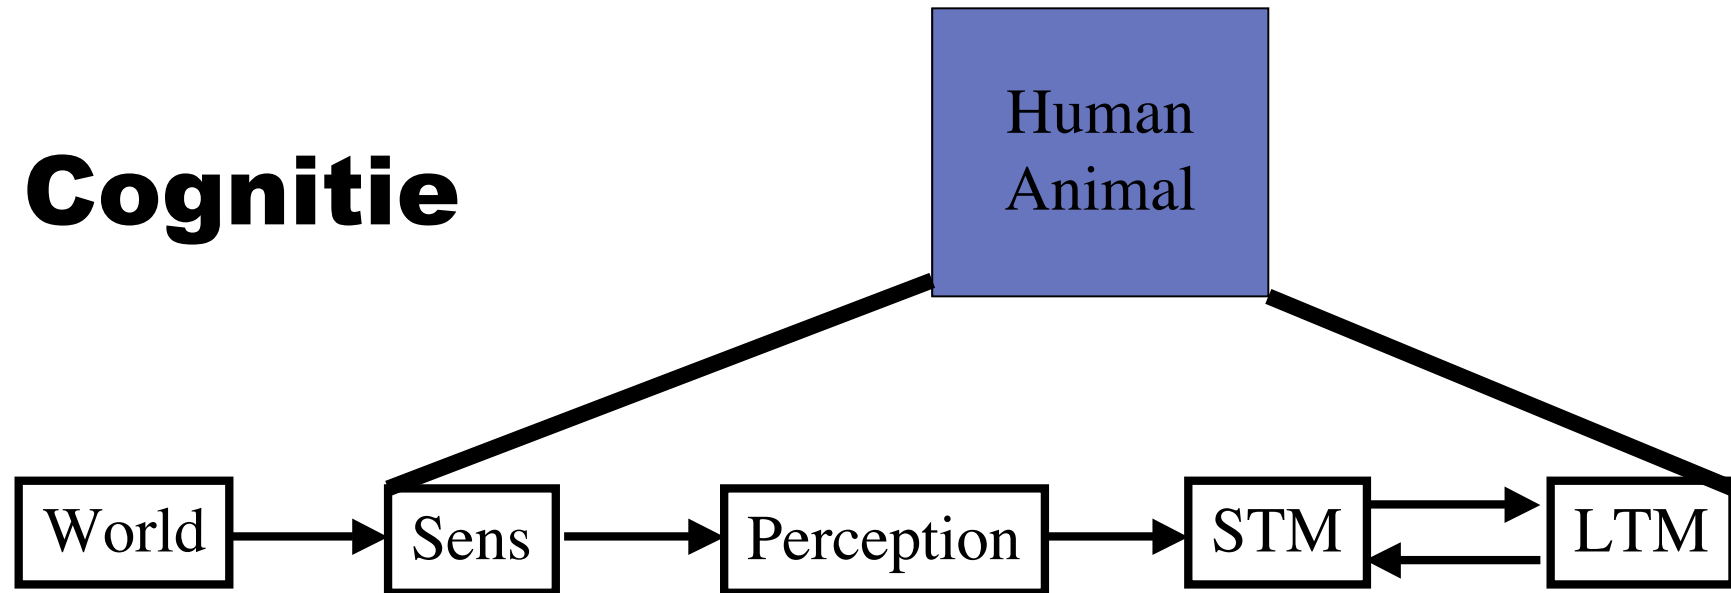 Human
Animal
Cognitie
World
Sens
Perception
STM
LTM